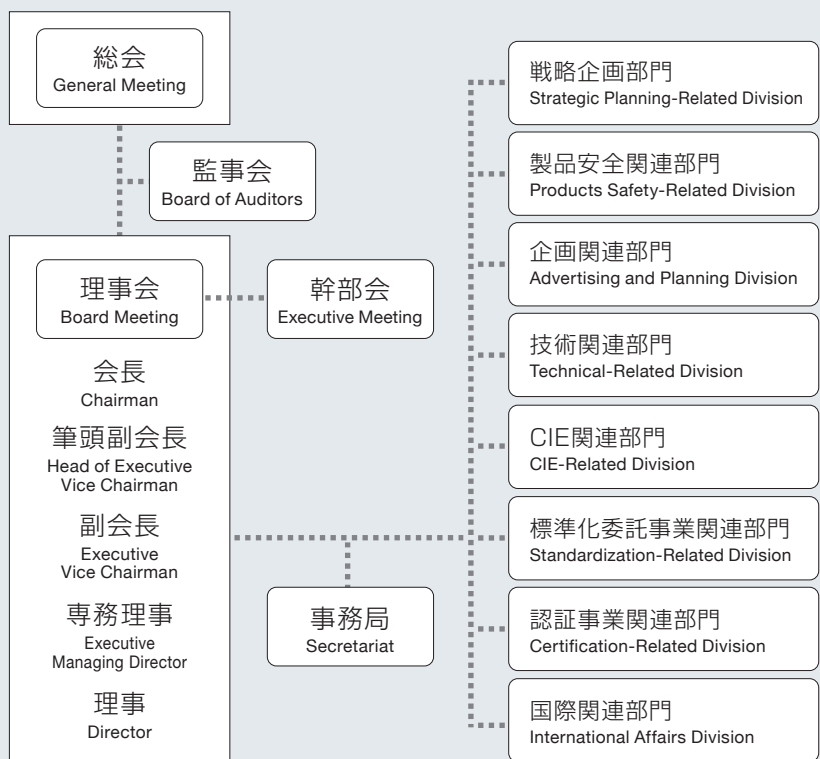 総会
General Meeting
監事会
Board of Auditors
理事会
Board Meeting
幹部会
Executive Meeting
会長
Chairman
筆頭副会長
Head of Executive
Vice Chairman
副会長
Executive
Vice Chairman
専務理事
Executive
Managing Director
理事
Director
事務局
Secretariat
戦略企画部門
Strategic Planning-Related Division
製品安全関連部門
Products Safety-Related Division
企画関連部門
Advertising and Planning Division
技術関連部門
Technical-Related Division
CIE関連部門
CIE-Related Division
標準化委託事業関連部門
Standardization-Related Division
認証事業関連部門
Certification-Related Division
国際関連部門
International Affairs Division